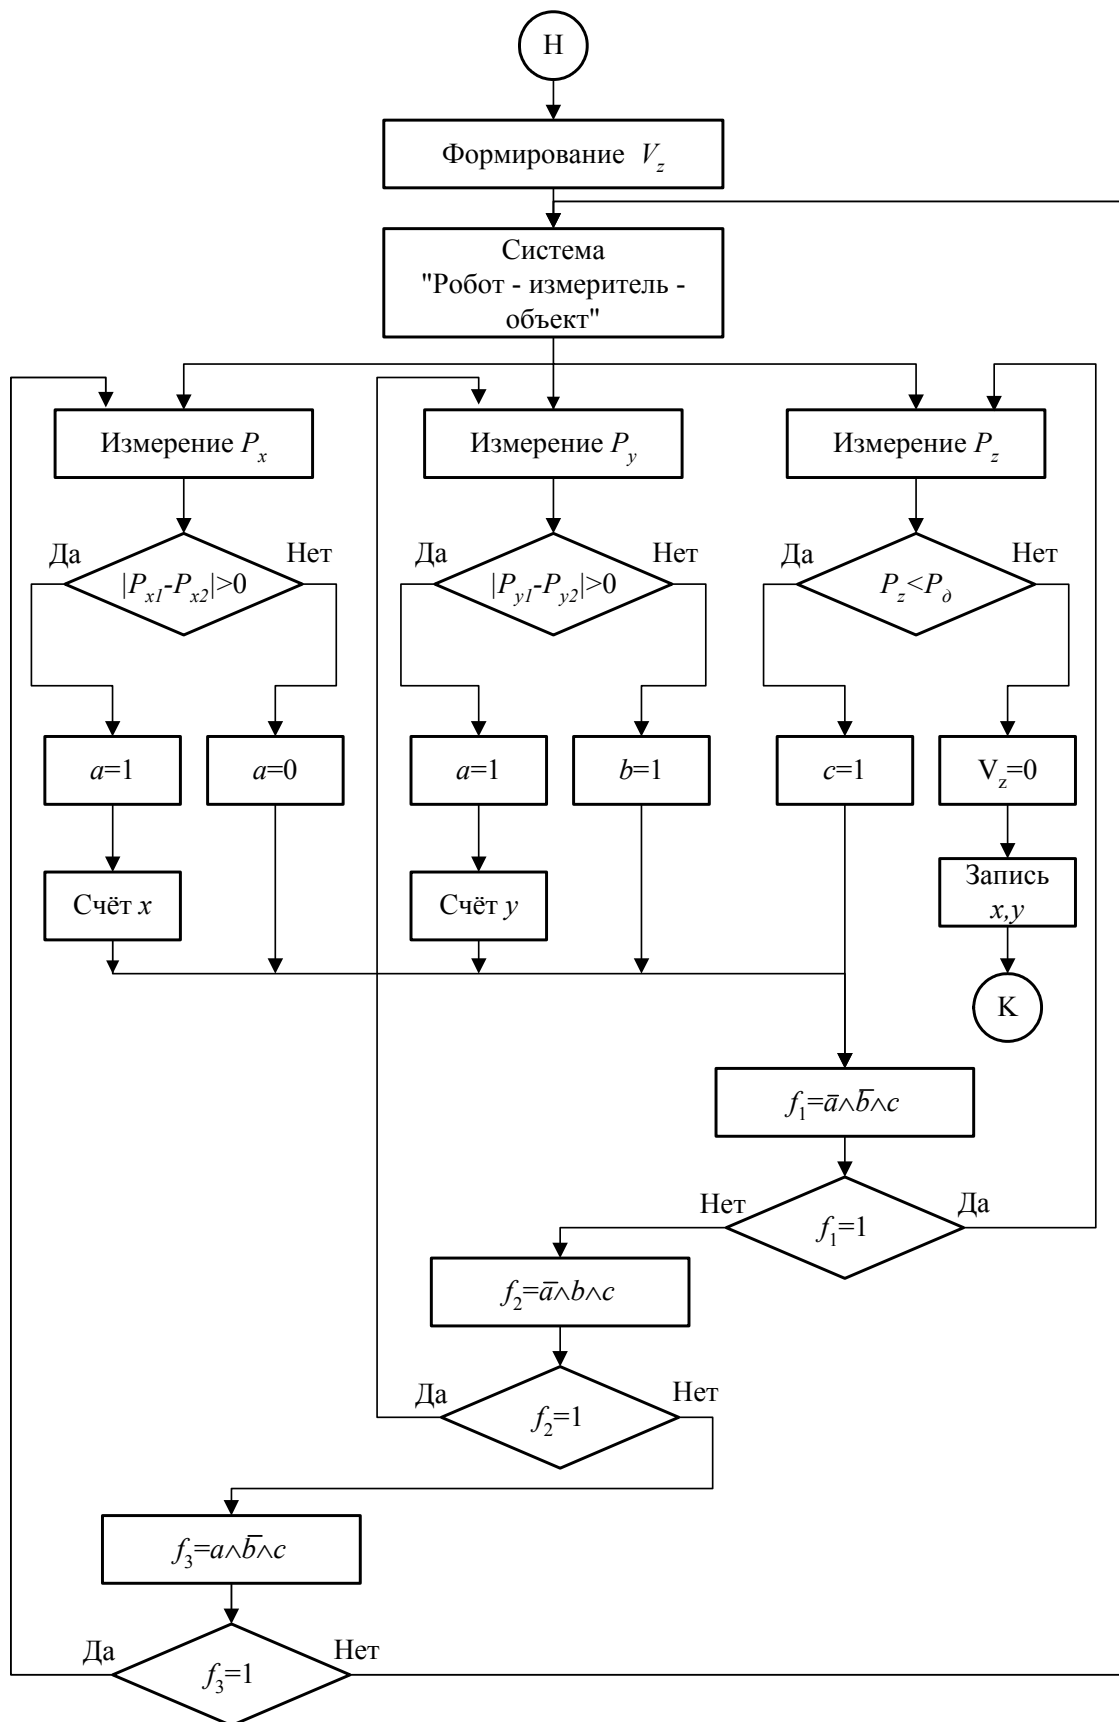 Н
Формирование V_z
Система
"Робот - измеритель -
объект"
Измерение P_x
Измерение P_y
Измерение P_z
Да
Нет
Да
Нет
Да
Нет
|P_x1-P_x2|>0
|P_y1-P_y2|>0
P_z<P_д
a=1
a=0
a=1
b=1
c=1
V_z=0
Счёт x
Счёт y
Запись
x,y
К
f_1=a̅∧b̅∧c
Нет
Да
f_1=1
f_2=a̅∧b∧c
Да
Нет
f_2=1
f_3=a∧b̅∧c
Да
Нет
f_3=1